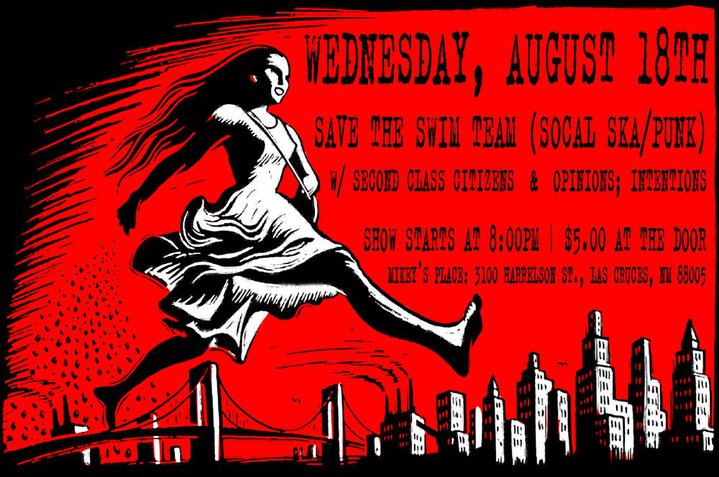 WEDNESDAY, AUGUST 18TH
SAVE THE SWIM TEAM (SOCAL SKA/PUNK)
W/ SECOND CLASS CITIZENS & OPINIONS; INTENTIONS
SHOW STARTS AT 8:00PM | $5.00 AT THE DOOR
MIKEY'S PLACE; 3100 HARRELSON ST., LAS CRUCES, NM 88005